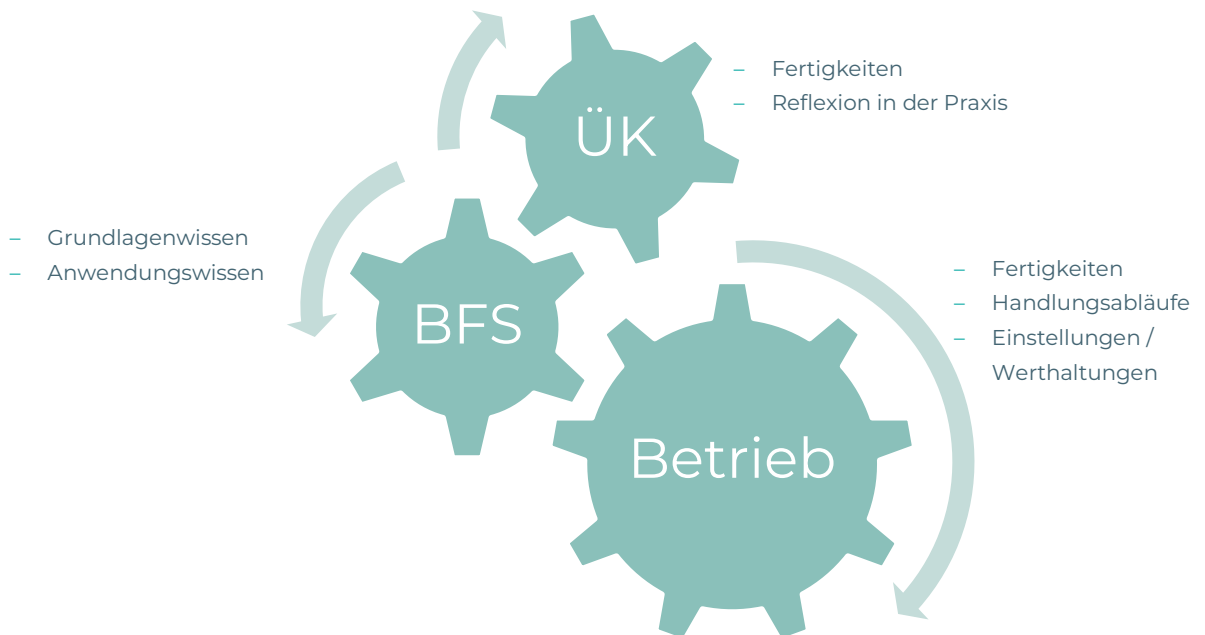 – Fertigkeiten
– Reflexion in der Praxis
ÜK
– Grundlagenwissen
– Anwendungswissen
BFS
– Fertigkeiten
– Handlungsabläufe
– Einstellungen /
Werthaltungen
Betrieb